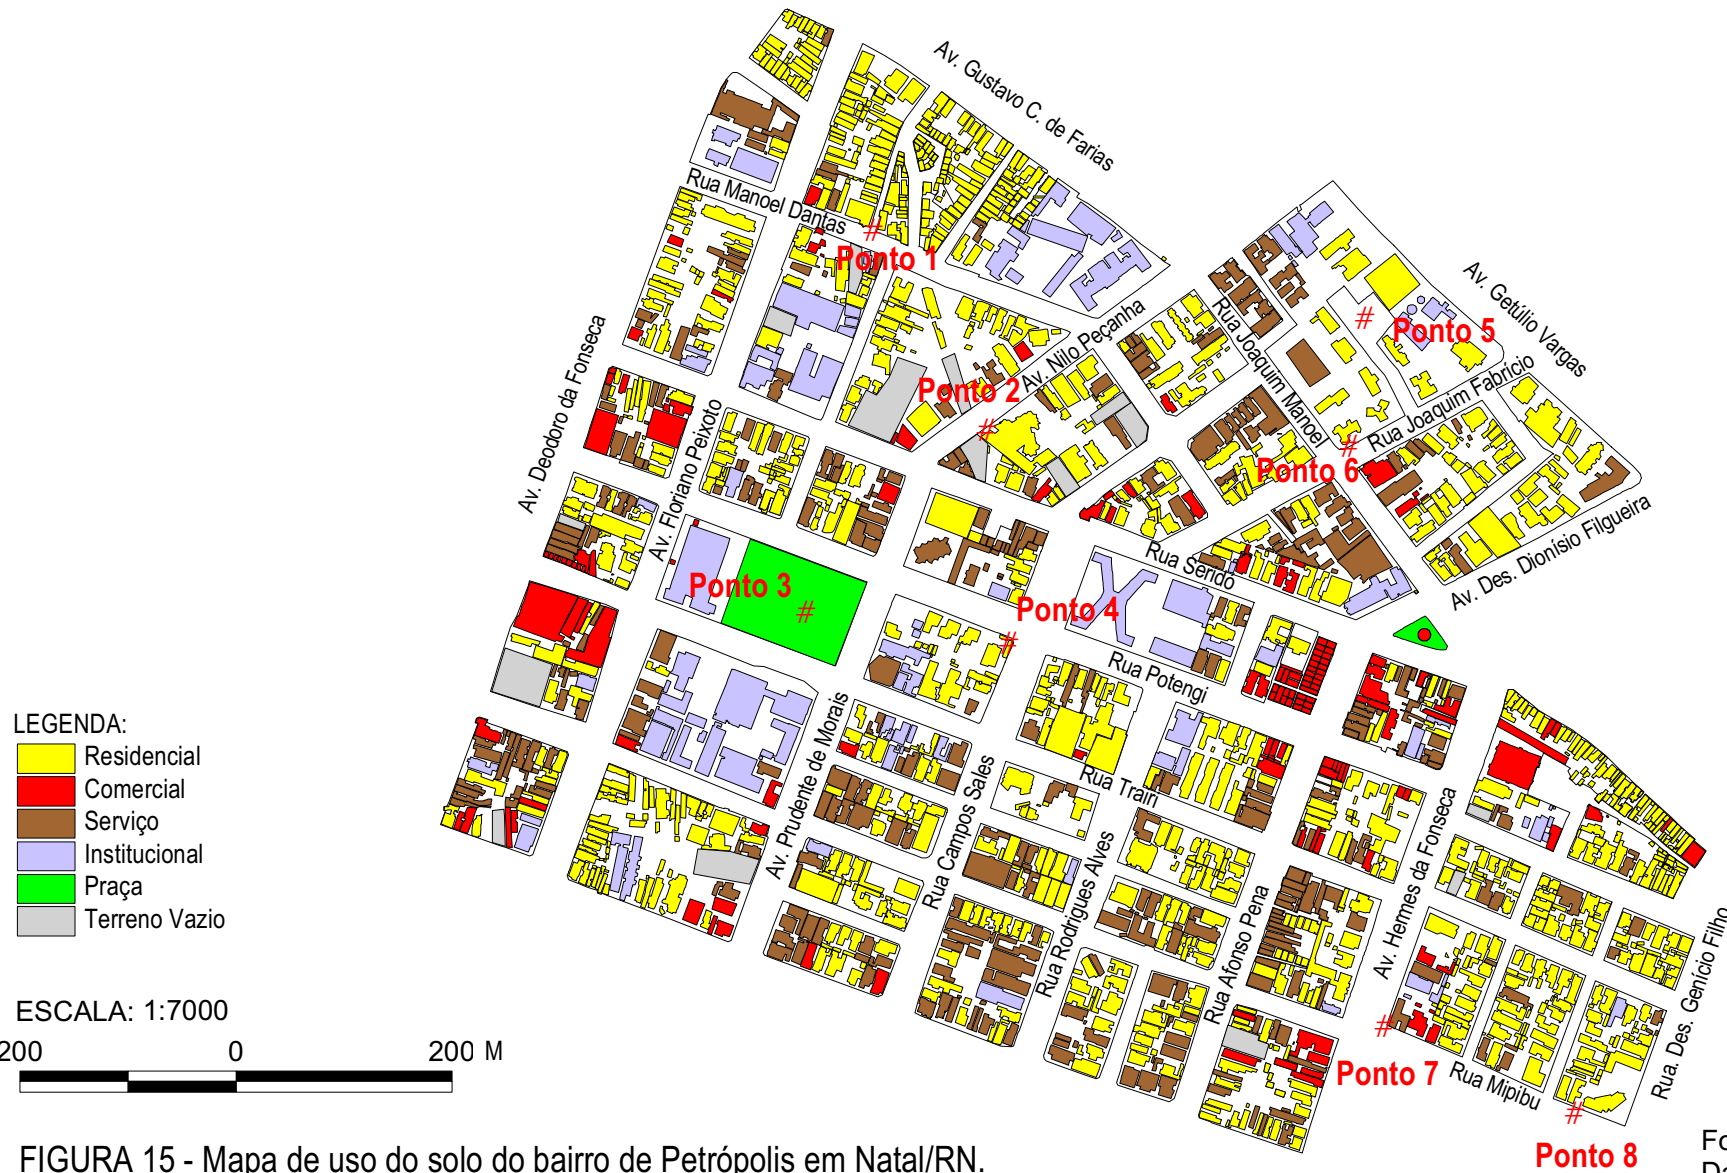 Av. Gustavo C. de Farias
Rua Manoel Dantas
Ponto 1
Av. Getúlio Vargas
Av. Nilo Peçanha
Rua Joaquim Manoel
Ponto 5
Av. Deodoro da Fonseca
Ponto 2
Rua Joaquim Fabrício
Av. Floriano Peixoto
Ponto 6
Av. Des. Dionísio Filgueira
Rua Seridó
Ponto 3
Ponto 4
Rua Potengi
Av. Prudente de Morais
Rua Campos Sales
Rua Trairi
Rua Rodrigues Alves
Rua Afonso Pena
Av. Hermes da Fonseca
Rua. Des. Genício Filho
Ponto 7
Rua Mipibu
Ponto 8
LEGENDA:
Residencial
Comercial
Serviço
Institucional
Praça
Terreno Vazio
ESCALA: 1:7000
200 0 200 M
FIGURA 15 - Mapa de uso do solo do bairro de Petrópolis em Natal/RN.